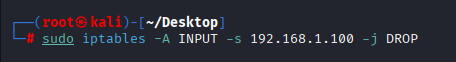 ┌──(root㉿kali)-[~/Desktop]
└─# sudo iptables -A INPUT -s 192.168.1.100 -j DROP